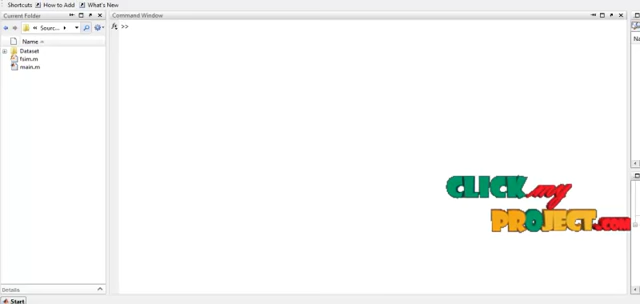 Shortcuts How to Add What's New
Current Folder
Command Window
« Sourc...
Name
>>
Dataset
fsim.m
main.m
CLICK my
PROJECT.COM
Details
Start